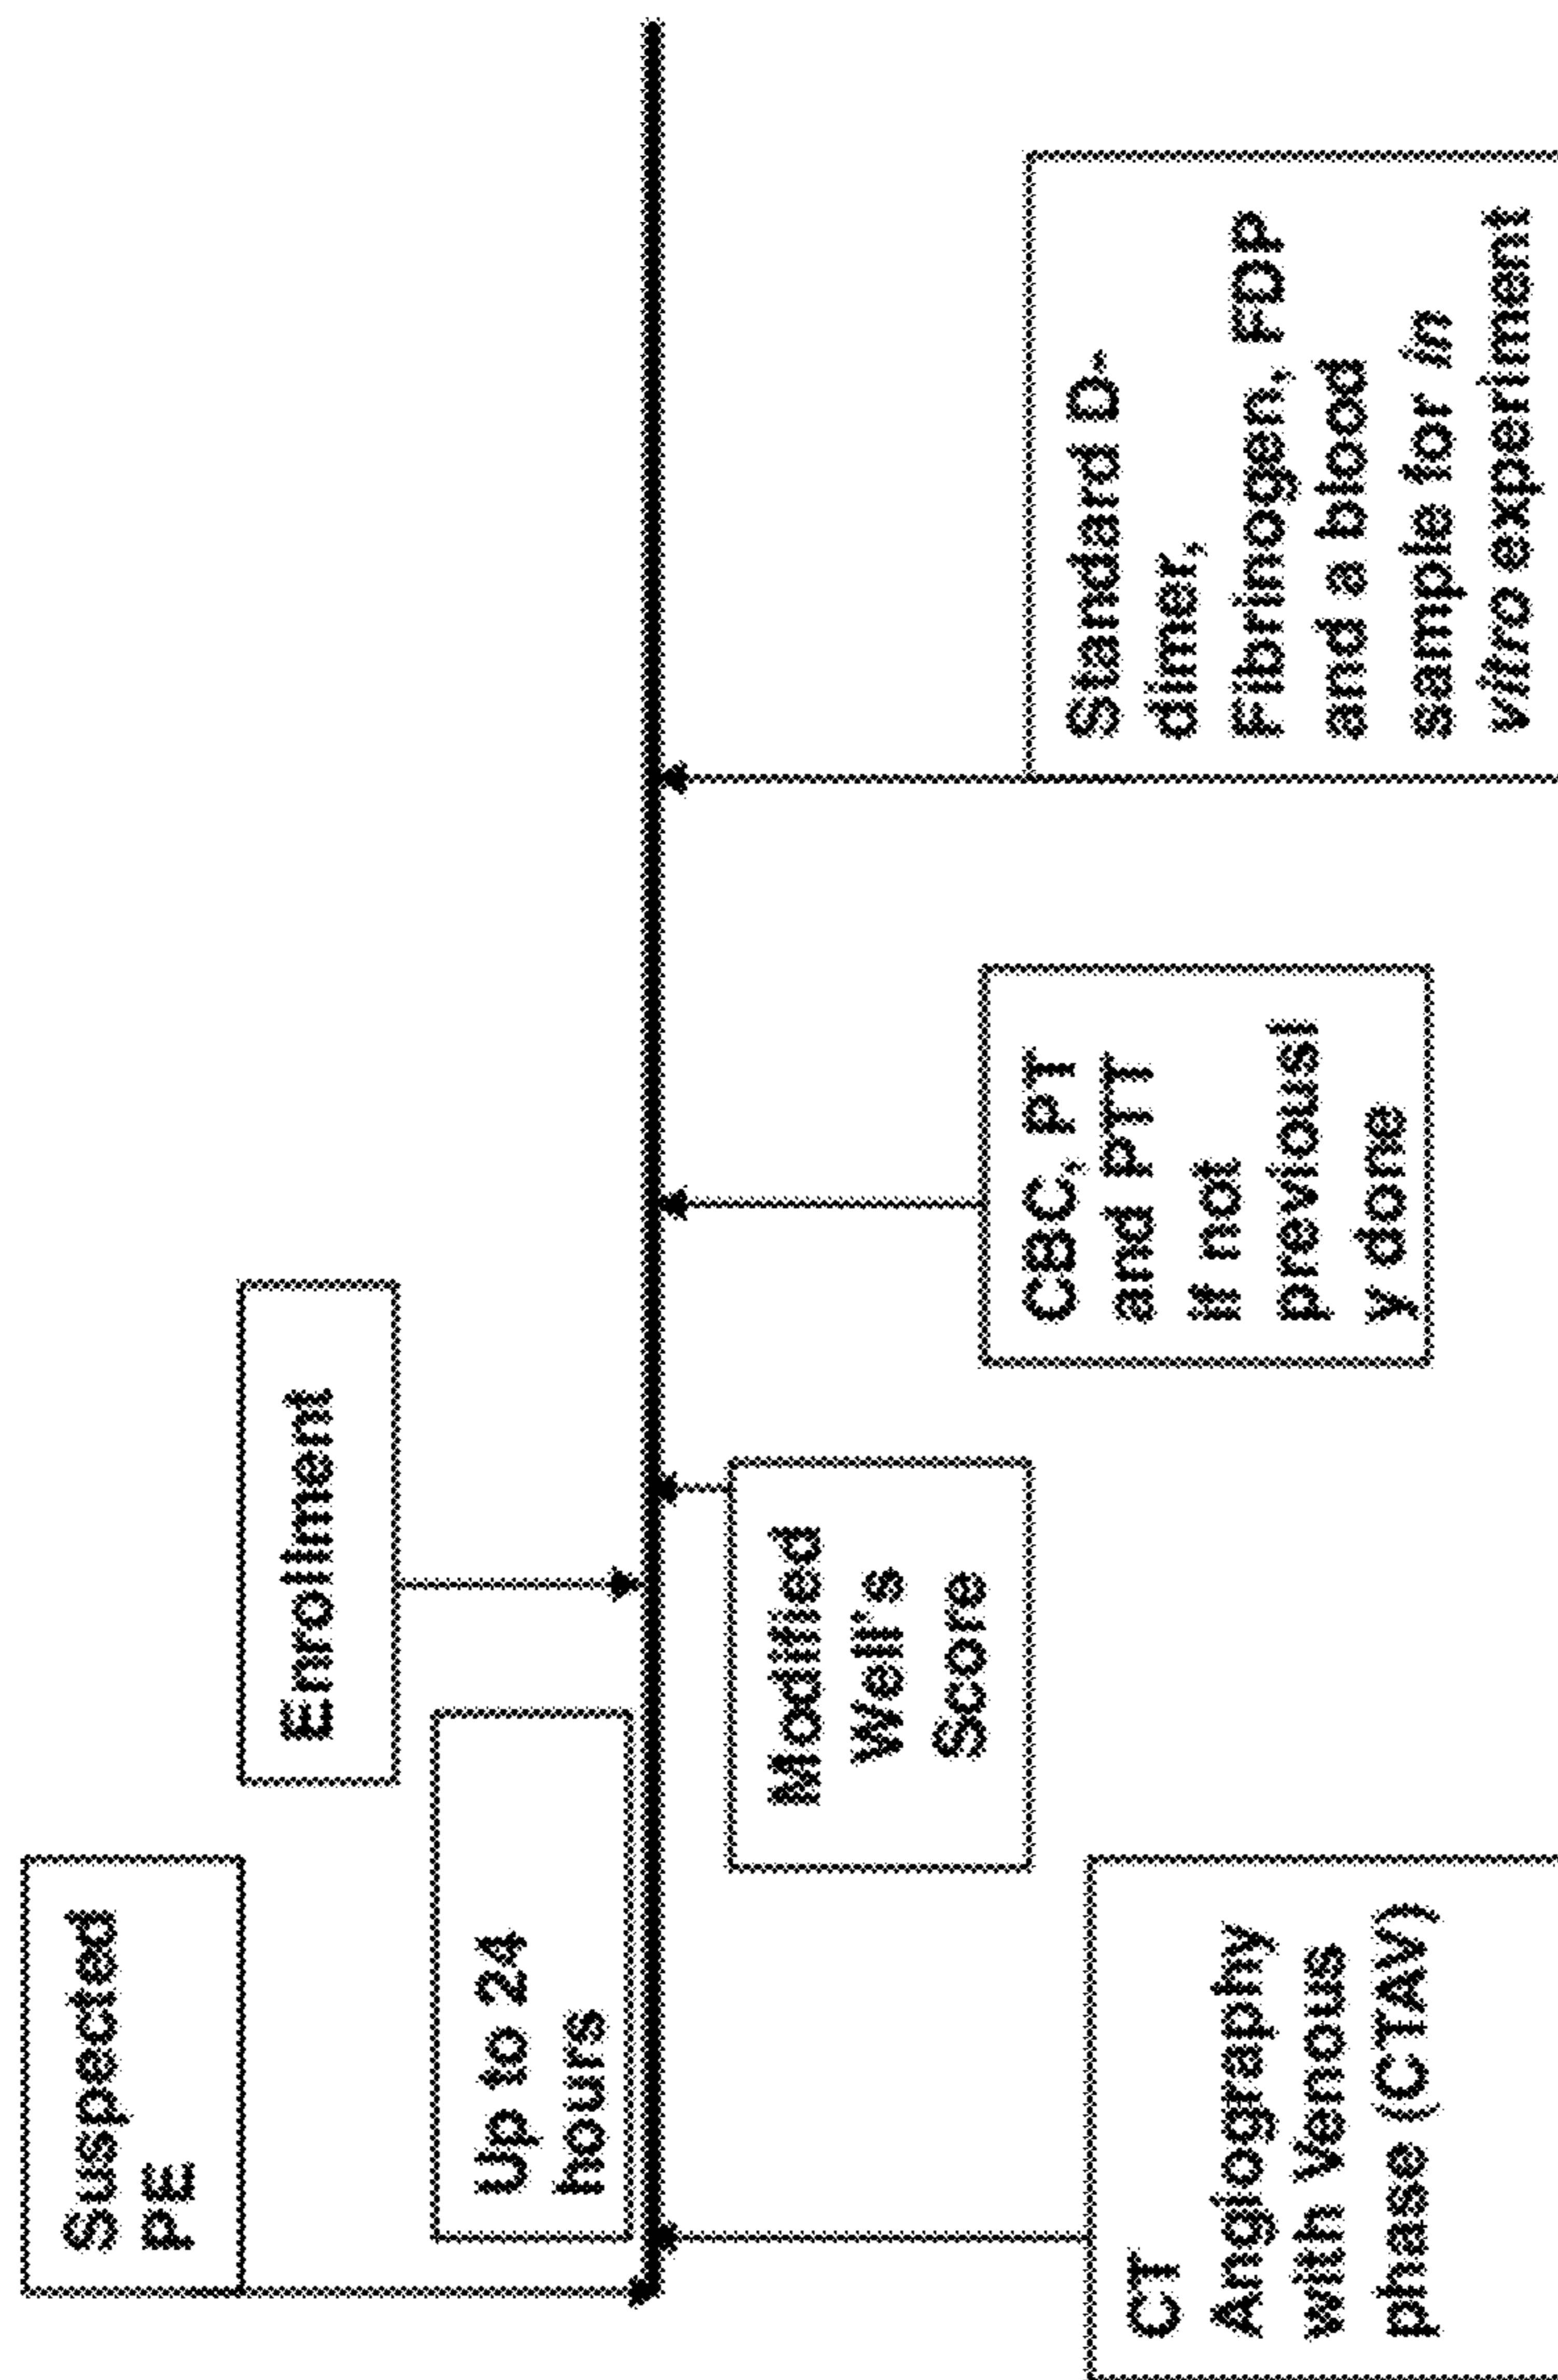 Suspected
PE
Enrollment
Up to 24
hours
Modified
Well's
Score
CT
Angiography
with Venous
phase (CTAV)
CBC, PT
and PTT
if not
previousl
y done
Standard D-
dimer,
Fibrinogen, FDP
and a blood
sample for in
vitro experiment